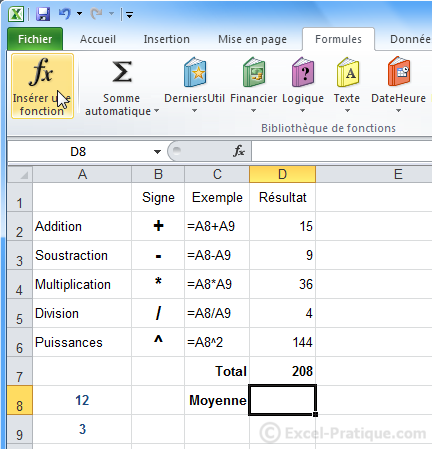 Fichier Accueil Insertion Mise en page Formules Donnée
fx Σ A
Insérer une Somme DerniersUtil Financier Logique Texte DateHeure
fonction automatique
Bibliothèque de fonctions
D8 fx
A B C D E
1 Signe Exemple Résultat
2 Addition + =A8+A9 15
3 Soustraction - =A8-A9 9
4 Multiplication * =A8*A9 36
5 Division / =A8/A9 4
6 Puissances ^ =A8^2 144
7 Total 208
8 12 Moyenne
9 3
© Excel-Pratique.com